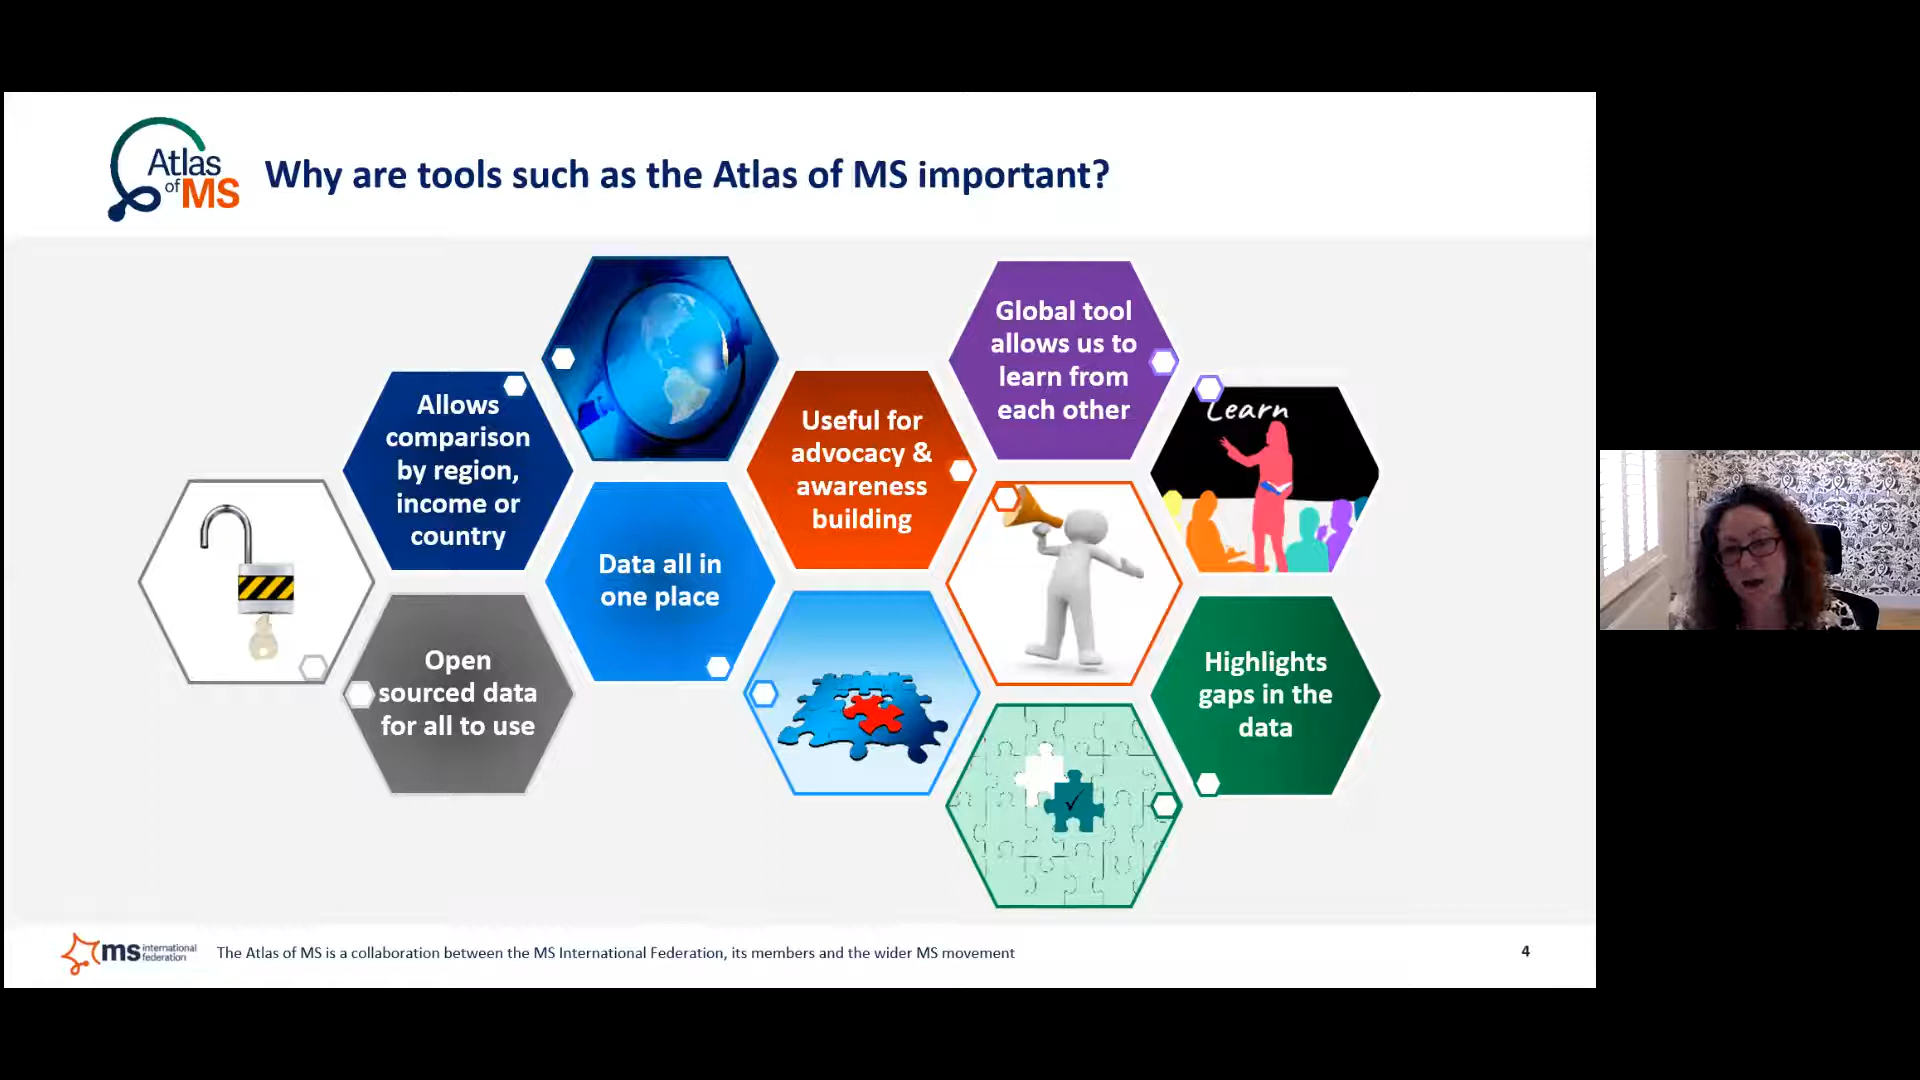 Atlas
of MS
Why are tools such as the Atlas of MS important?
Allows
comparison
by region,
income or
country
Open
sourced data
for all to use
Data all in
one place
Useful for
advocacy &
awareness
building
Global tool
allows us to
learn from
each other
Learn
Highlights
gaps in the
data
ms international
federation
The Atlas of MS is a collaboration between the MS International Federation, its members and the wider MS movement
4